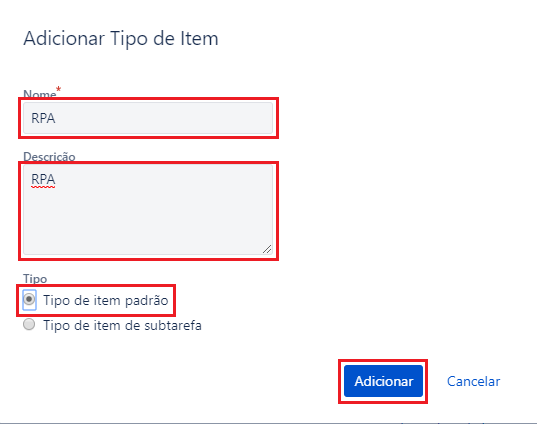 Adicionar Tipo de Item
Nome*
RPA
Descrição
RPA
Tipo
Tipo de item padrão
Tipo de item de subtarefa
Adicionar Cancelar